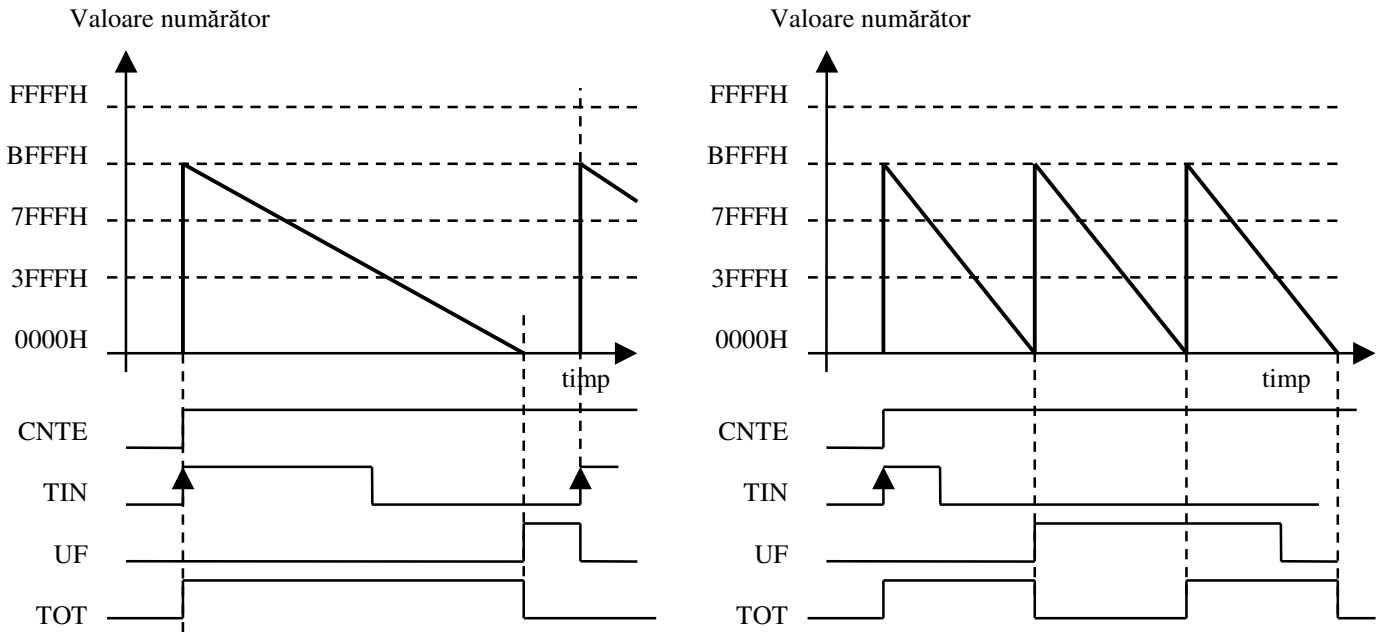 Valoare numărător
FFFFH
BFFFH
7FFFH
3FFFH
0000H
timp
CNTE
TIN
UF
TOT
Valoare numărător
FFFFH
BFFFH
7FFFH
3FFFH
0000H
timp
CNTE
TIN
UF
TOT